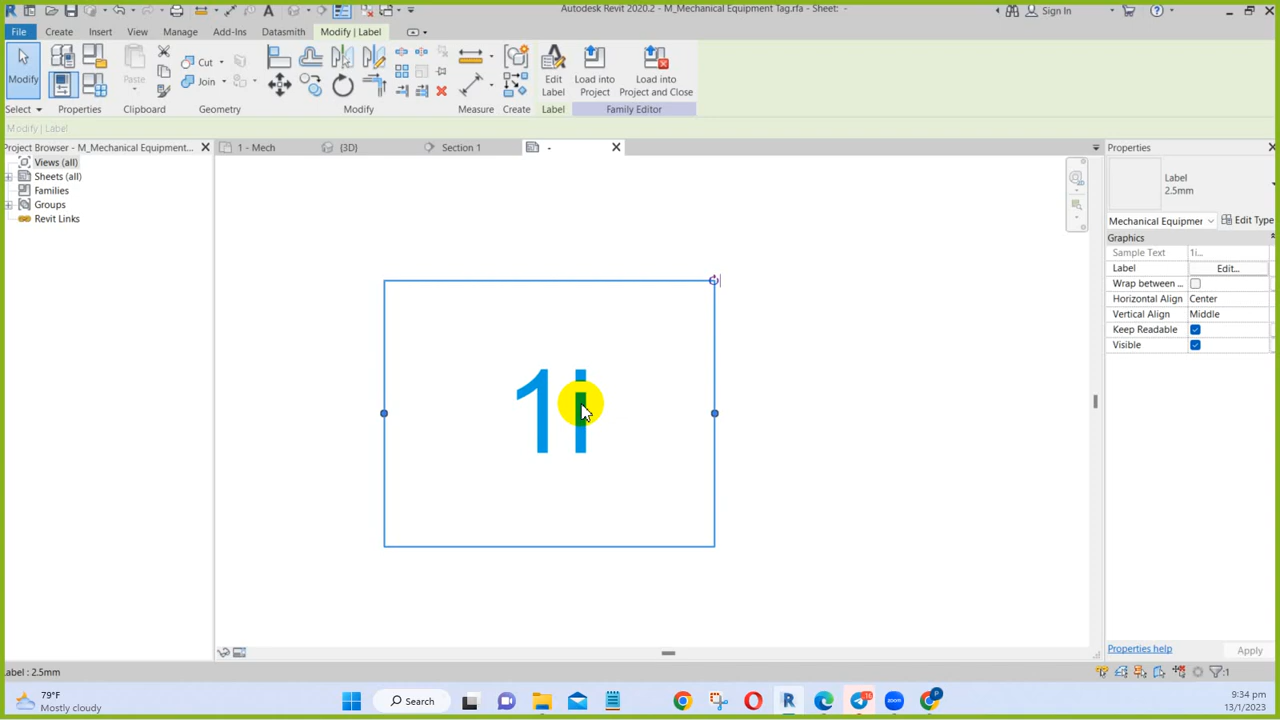 Autodesk Revit 2020.2 - M_Mechanical Equipment Tag.rfa - Sheet: -
Sign In
File
Create
Insert
View
Manage
Add-Ins
Datasmith
Modify | Label
Modify
Paste
Cut
Join
Edit
Label
Load into
Project
Load into
Project and Close
Select
Properties
Clipboard
Geometry
Modify
Measure
Create
Label
Family Editor
Modify | Label
Project Browser - M_Mechanical Equipment...
1 - Mech
{3D}
Section 1
-
Properties
Views (all)
Sheets (all)
Families
Groups
Revit Links
Label
2.5mm
Mechanical Equipmer
Edit Type
Graphics
Sample Text
1i...
Label
Edit...
Wrap between ...
Horizontal Align
Center
Vertical Align
Middle
Keep Readable
Visible
1i
Properties help
Apply
abel : 2.5mm
:1
79°F
Mostly cloudy
Search
zoom
9:34 pm
13/1/2023